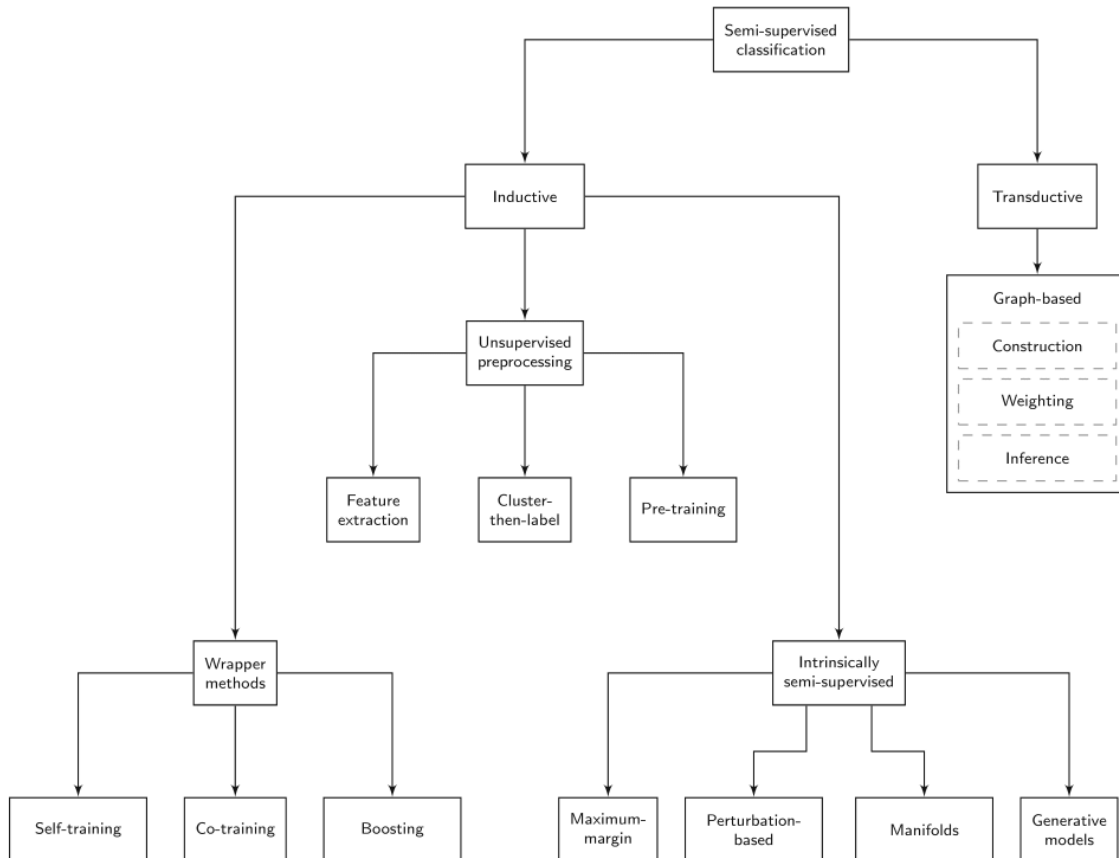 Semi-supervised
classification
Inductive
Transductive
Graph-based
Construction
Weighting
Inference
Unsupervised
preprocessing
Feature
extraction
Cluster-
then-label
Pre-training
Wrapper
methods
Intrinsically
semi-supervised
Self-training
Co-training
Boosting
Maximum-
margin
Perturbation-
based
Manifolds
Generative
models